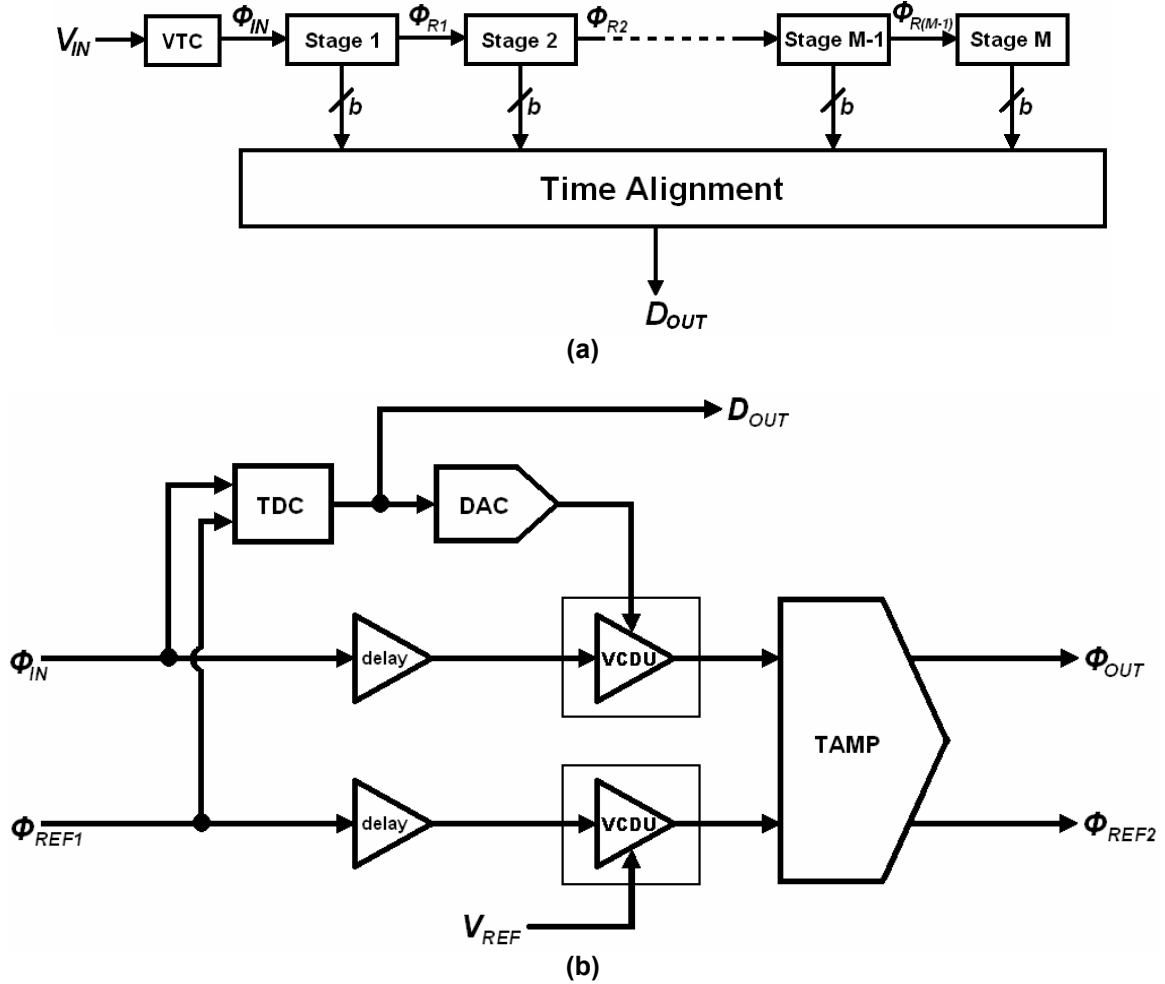 V_IN VTC Φ_IN Stage 1 Φ_R1 Stage 2 Φ_R2 Stage M-1 Φ_R(M-1) Stage M
b b b b
Time Alignment
D_OUT
(a)
D_OUT
TDC DAC
Φ_IN delay VCDU Φ_OUT
TAMP
Φ_REF1 delay VCDU Φ_REF2
V_REF
(b)